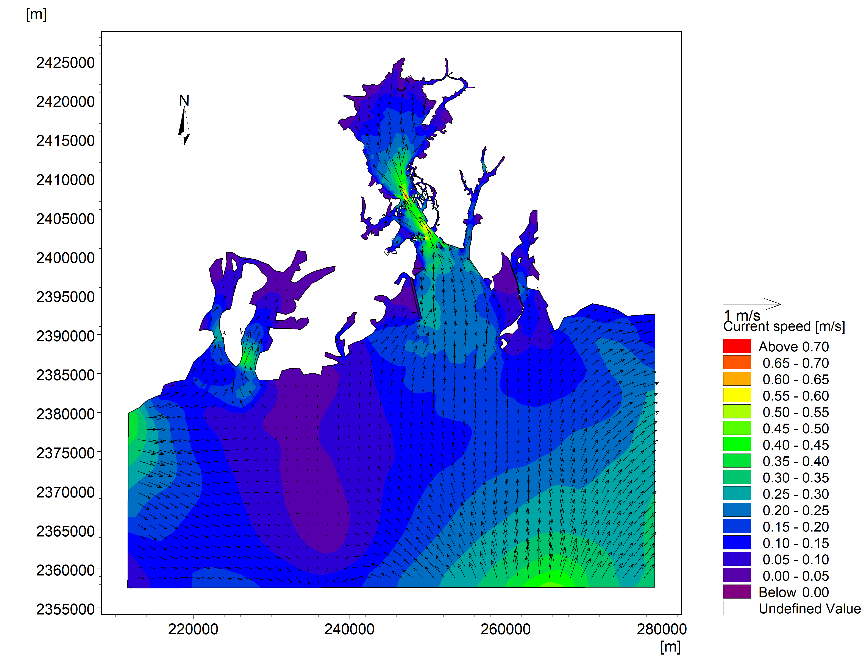 [m]
2425000
2420000
N
2415000
2410000
2405000
2400000
2395000
2390000
2385000
2380000
2375000
2370000
2365000
2360000
2355000
220000
240000
260000
280000
[m]
1 m/s
Current speed [m/s]
Above 0.70
0.65 - 0.70
0.60 - 0.65
0.55 - 0.60
0.50 - 0.55
0.45 - 0.50
0.40 - 0.45
0.35 - 0.40
0.30 - 0.35
0.25 - 0.30
0.20 - 0.25
0.15 - 0.20
0.10 - 0.15
0.05 - 0.10
0.00 - 0.05
Below 0.00
Undefined Value